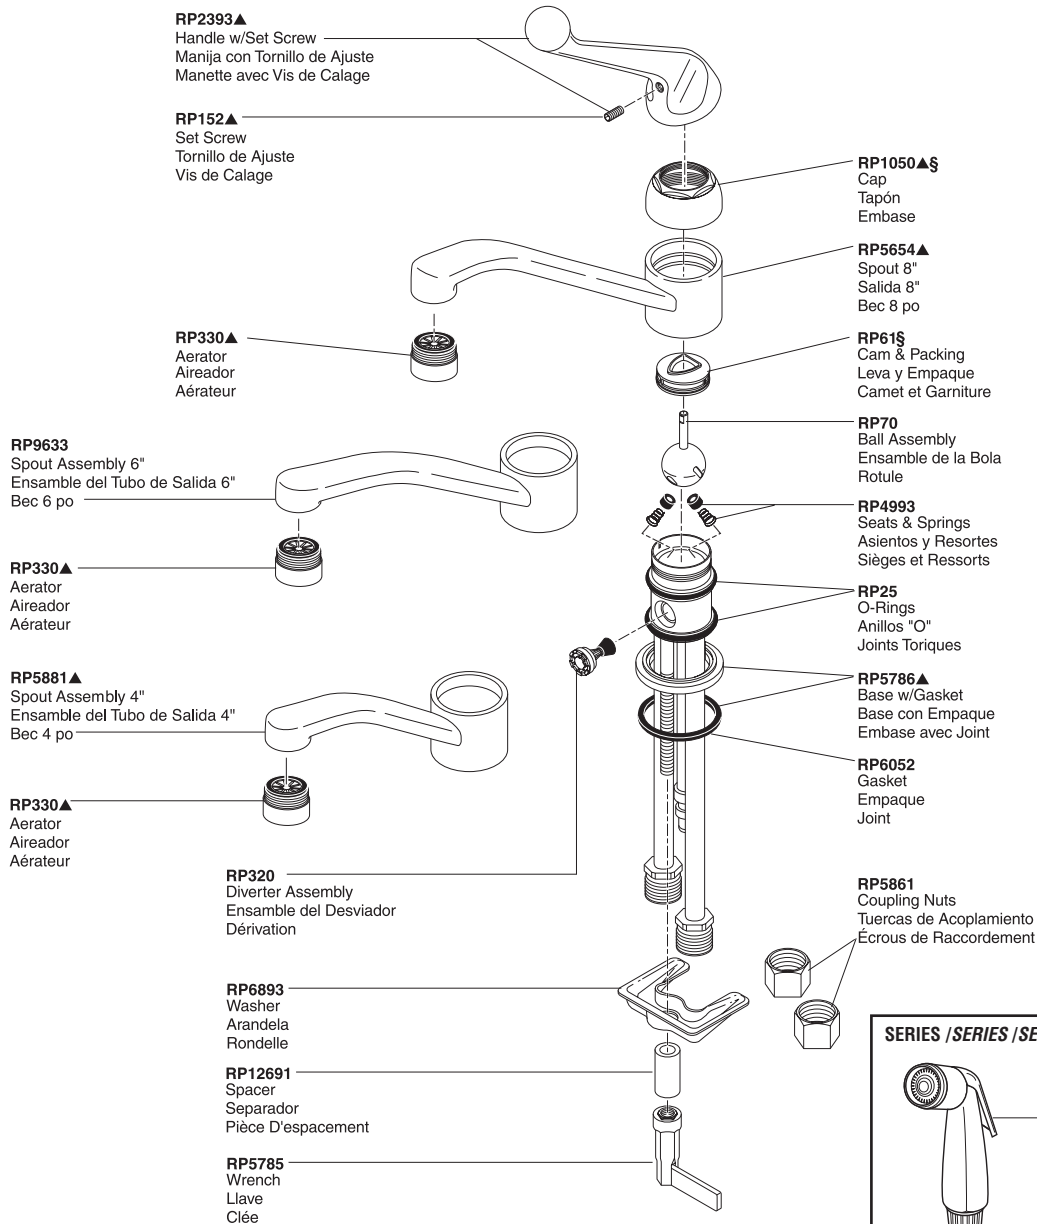 RP2393▲
Handle w/Set Screw
Manija con Tornillo de Ajuste
Manette avec Vis de Calage
RP152▲
Set Screw
Tornillo de Ajuste
Vis de Calage
RP1050▲§
Cap
Tapón
Embase
RP5654▲
Spout 8"
Salida 8"
Bec 8 po
RP330▲
Aerator
Aireador
Aérateur
RP61§
Cam & Packing
Leva y Empaque
Camet et Garniture
RP9633
Spout Assembly 6"
Ensamble del Tubo de Salida 6"
Bec 6 po
RP70
Ball Assembly
Ensamble de la Bola
Rotule
RP4993
Seats & Springs
Asientos y Resortes
Sièges et Ressorts
RP330▲
Aerator
Aireador
Aérateur
RP25
O-Rings
Anillos "O"
Joints Toriques
RP5881▲
Spout Assembly 4"
Ensamble del Tubo de Salida 4"
Bec 4 po
RP5786▲
Base w/Gasket
Base con Empaque
Embase avec Joint
RP6052
Gasket
Empaque
Joint
RP330▲
Aerator
Aireador
Aérateur
RP320
Diverter Assembly
Ensamble del Desviador
Dérivation
RP5861
Coupling Nuts
Tuercas de Acoplamiento
Écrous de Raccordement
RP6893
Washer
Arandela
Rondelle
RP12691
Spacer
Separador
Pièce D'espacement
RP5785
Wrench
Llave
Clée
SERIES /SERIES /SE